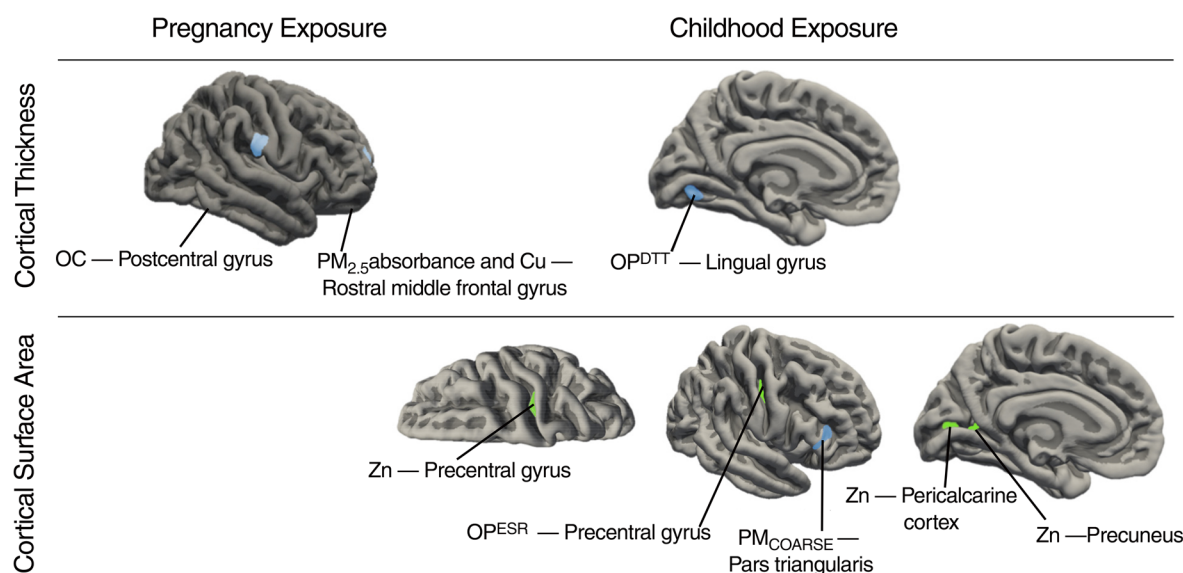 Pregnancy Exposure
Childhood Exposure
Cortical Thickness
OC — Postcentral gyrus
PM2.5absorbance and Cu —
Rostral middle frontal gyrus
OPDTT — Lingual gyrus
Cortical Surface Area
Zn — Precentral gyrus
OPESR — Precentral gyrus
PMCOARSE —
Pars triangularis
Zn — Pericalcarine
cortex
Zn —Precuneus